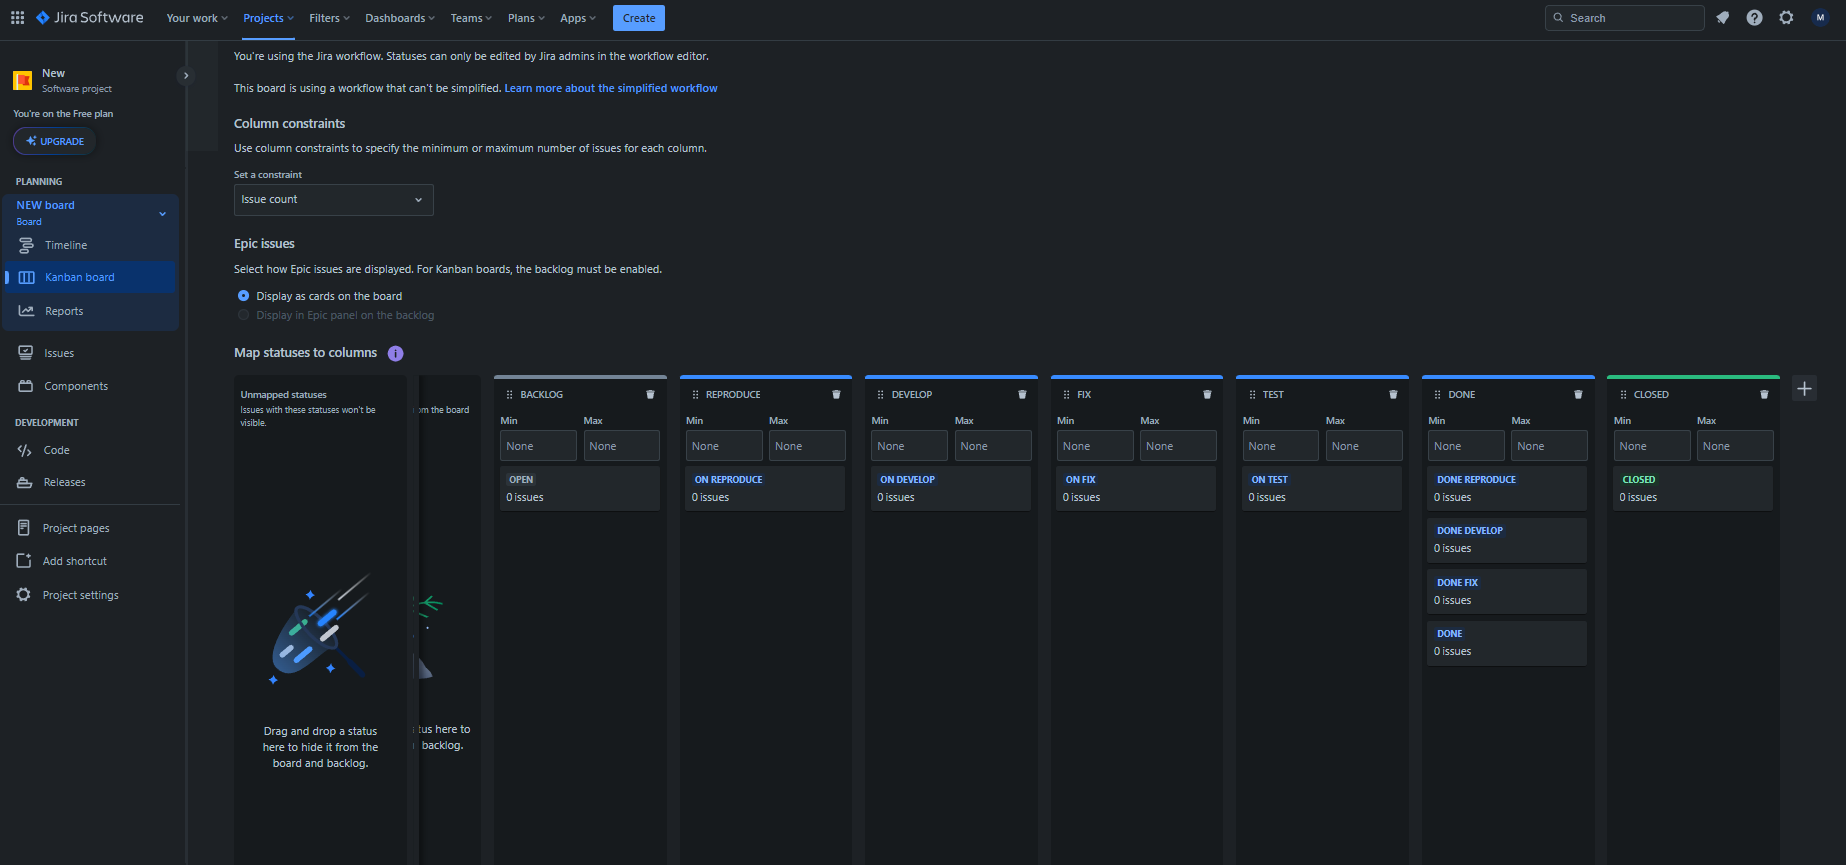 Jira Software
Your work
Projects
Filters
Dashboards
Teams
Plans
Apps
Create
Search
M
New
Software project
You're on the Free plan
UPGRADE
PLANNING
NEW board
Board
Timeline
Kanban board
Reports
Issues
Components
DEVELOPMENT
Code
Releases
Project pages
Add shortcut
Project settings
You're using the Jira workflow. Statuses can only be edited by Jira admins in the workflow editor.
This board is using a workflow that can't be simplified. Learn more about the simplified workflow
Column constraints
Use column constraints to specify the minimum or maximum number of issues for each column.
Set a constraint
Issue count
Epic issues
Select how Epic issues are displayed. For Kanban boards, the backlog must be enabled.
Display as cards on the board
Display in Epic panel on the backlog
Map statuses to columns
Unmapped statuses
Issues with these statuses won't be
visible.
Drag and drop a status
here to hide it from the
board and backlog.
om the board
tus here to
backlog.
BACKLOG
Min Max
None None
OPEN
0 issues
REPRODUCE
Min Max
None None
ON REPRODUCE
0 issues
DEVELOP
Min Max
None None
ON DEVELOP
0 issues
FIX
Min Max
None None
ON FIX
0 issues
TEST
Min Max
None None
ON TEST
0 issues
DONE
Min Max
None None
DONE REPRODUCE
0 issues
DONE DEVELOP
0 issues
DONE FIX
0 issues
DONE
0 issues
CLOSED
Min Max
None None
CLOSED
0 issues